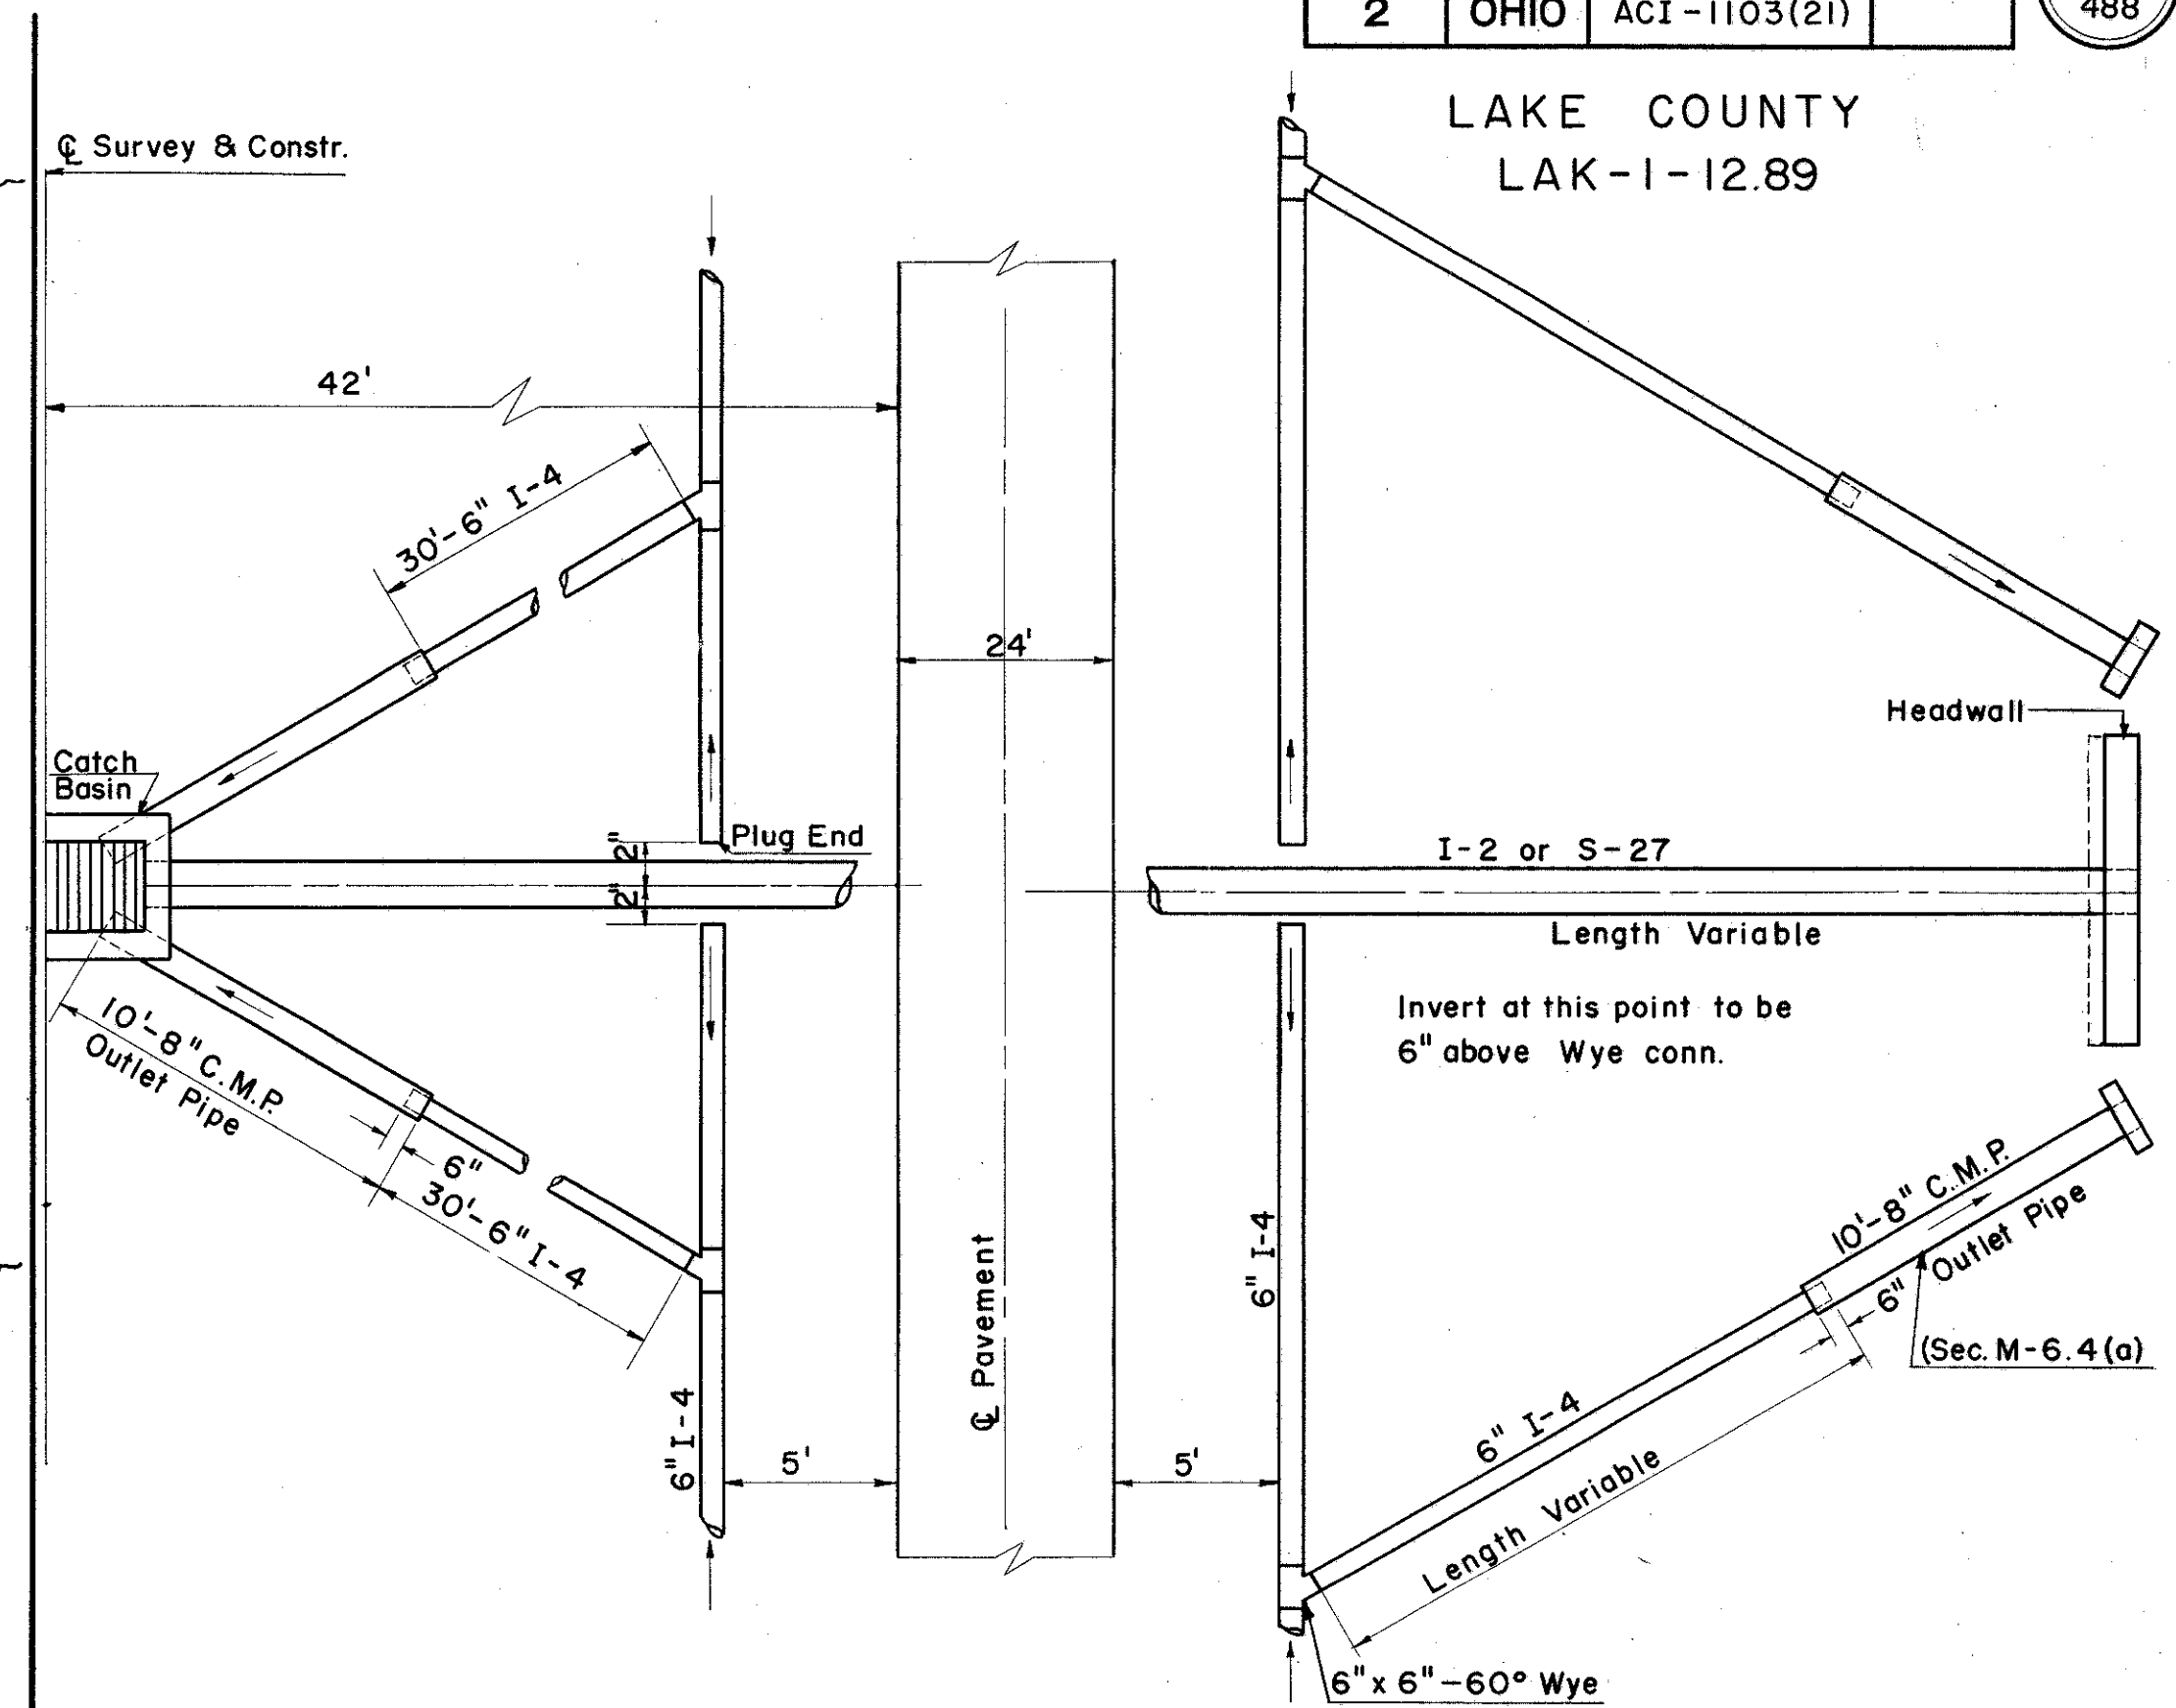 2 OHIO ACI-1103(21)
488
LAKE COUNTY
LAK-1-12.89
℄ Survey & Constr.
42'
30'-6" I-4
24'
Headwall
Catch
Basin
2"
Plug End
2"
I-2 or S-27
Length Variable
Invert at this point to be
6" above Wye conn.
10'-8" C.M.P.
Outlet Pipe
6"
30'-6" I-4
6" I-4
℄ Pavement
6" I-4
10'-8" C.M.P.
Outlet Pipe
6"
(Sec. M-6.4(a)
6" I-4
Length Variable
5'
5'
6" x 6"-60° Wye